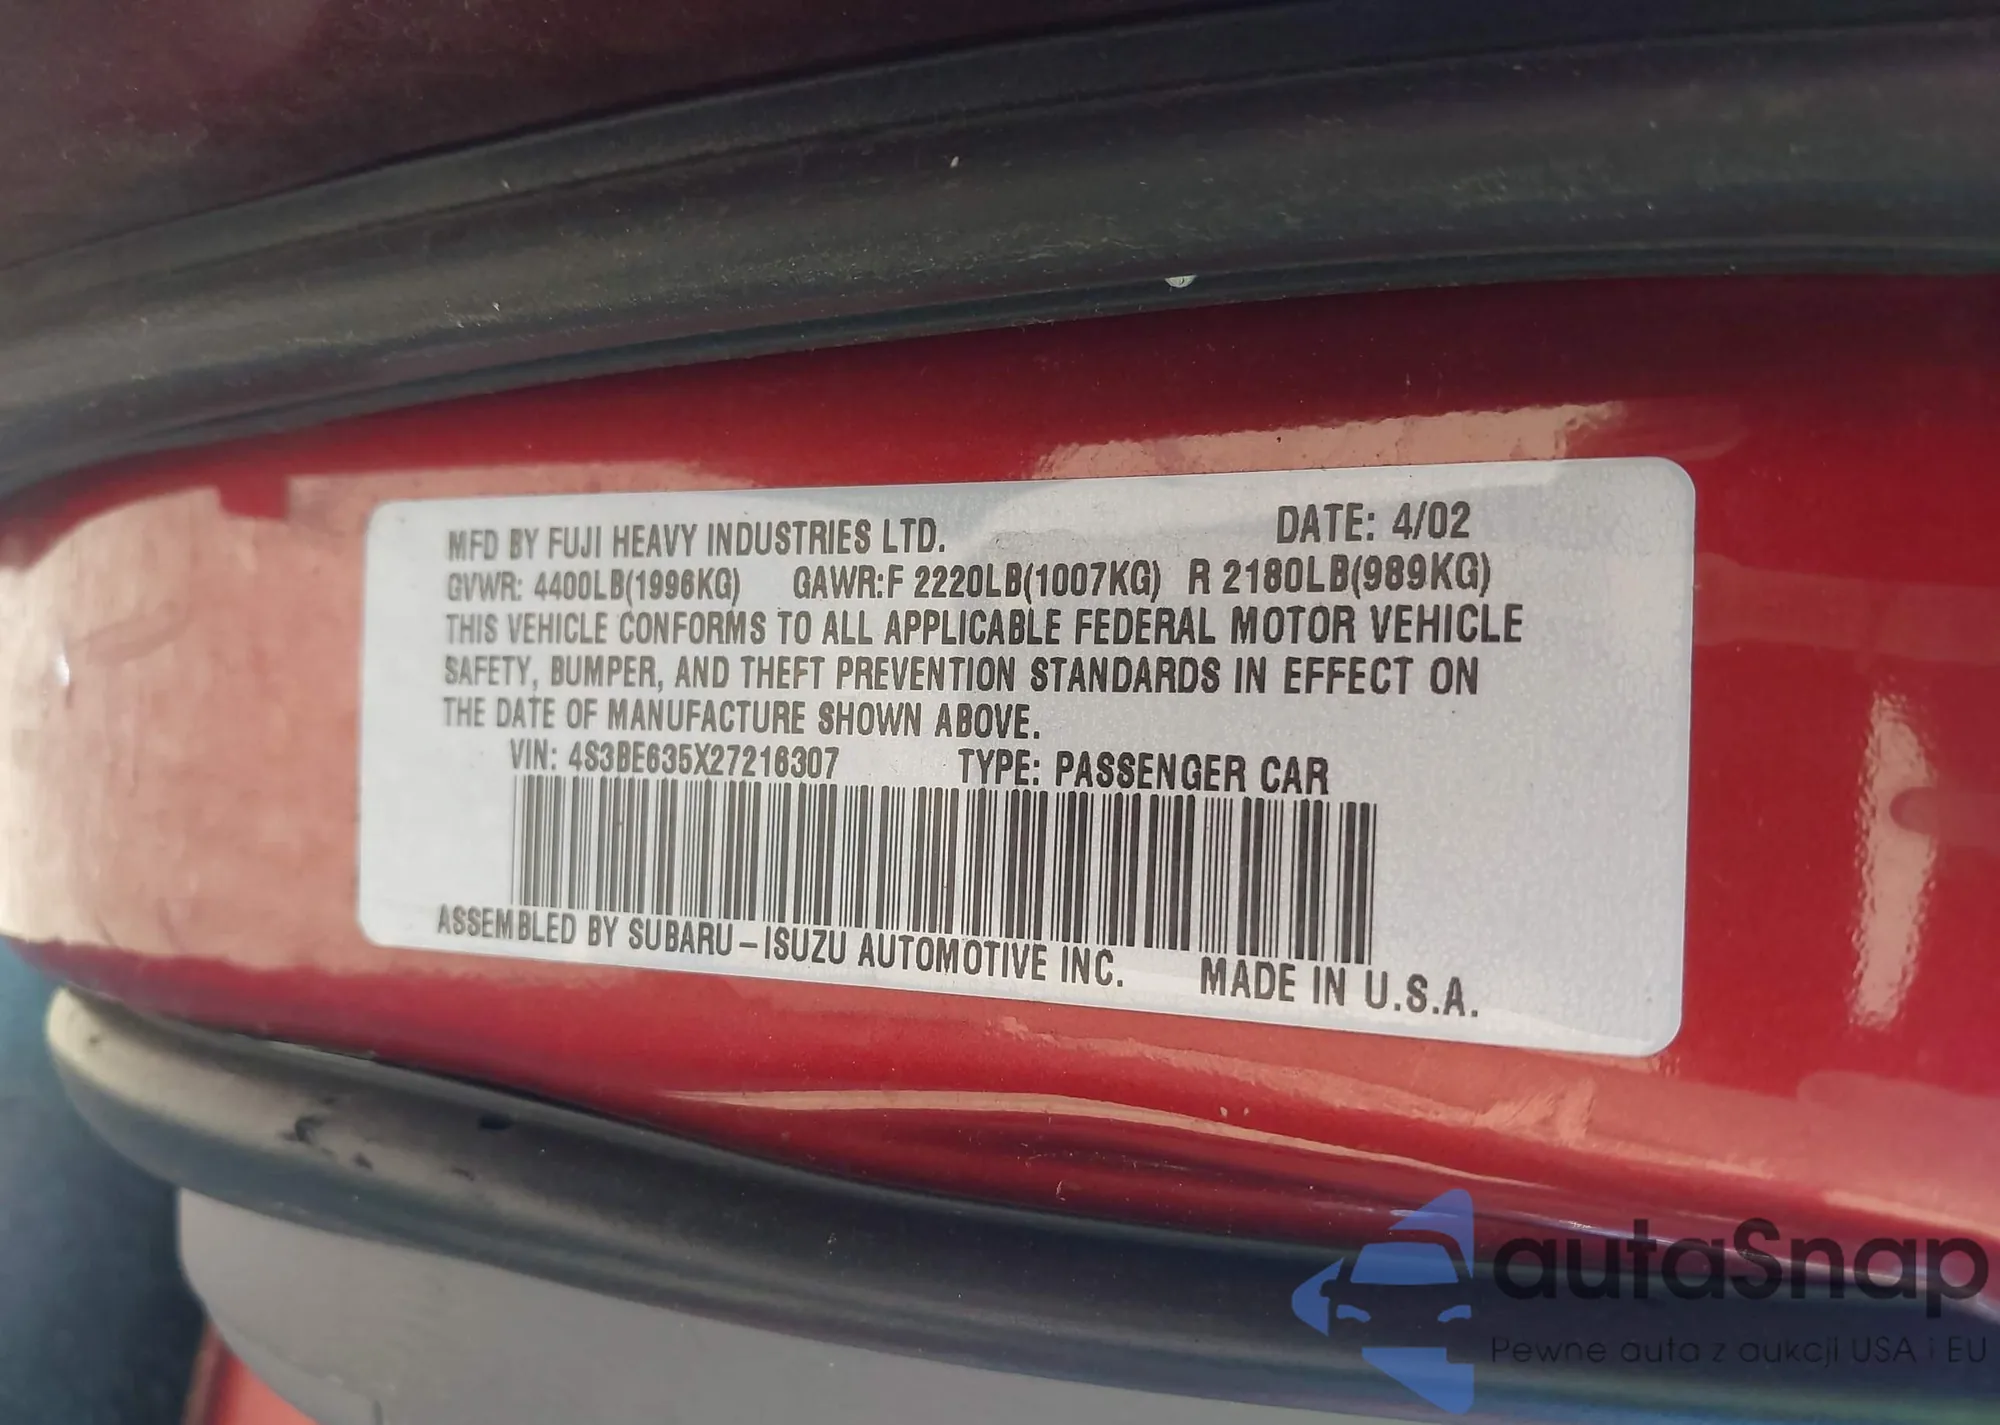 MFD BY FUJI HEAVY INDUSTRIES LTD. DATE: 4/02
GVWR: 4400LB(1996KG) GAWR:F 2220LB(1007KG) R 2180LB(989KG)
THIS VEHICLE CONFORMS TO ALL APPLICABLE FEDERAL MOTOR VEHICLE
SAFETY, BUMPER, AND THEFT PREVENTION STANDARDS IN EFFECT ON
THE DATE OF MANUFACTURE SHOWN ABOVE.
VIN: 4S3BE635X27216307 TYPE: PASSENGER CAR
ASSEMBLED BY SUBARU-ISUZU AUTOMOTIVE INC. MADE IN U.S.A.
autaSnap
Pewne auta z aukcji USA i EU